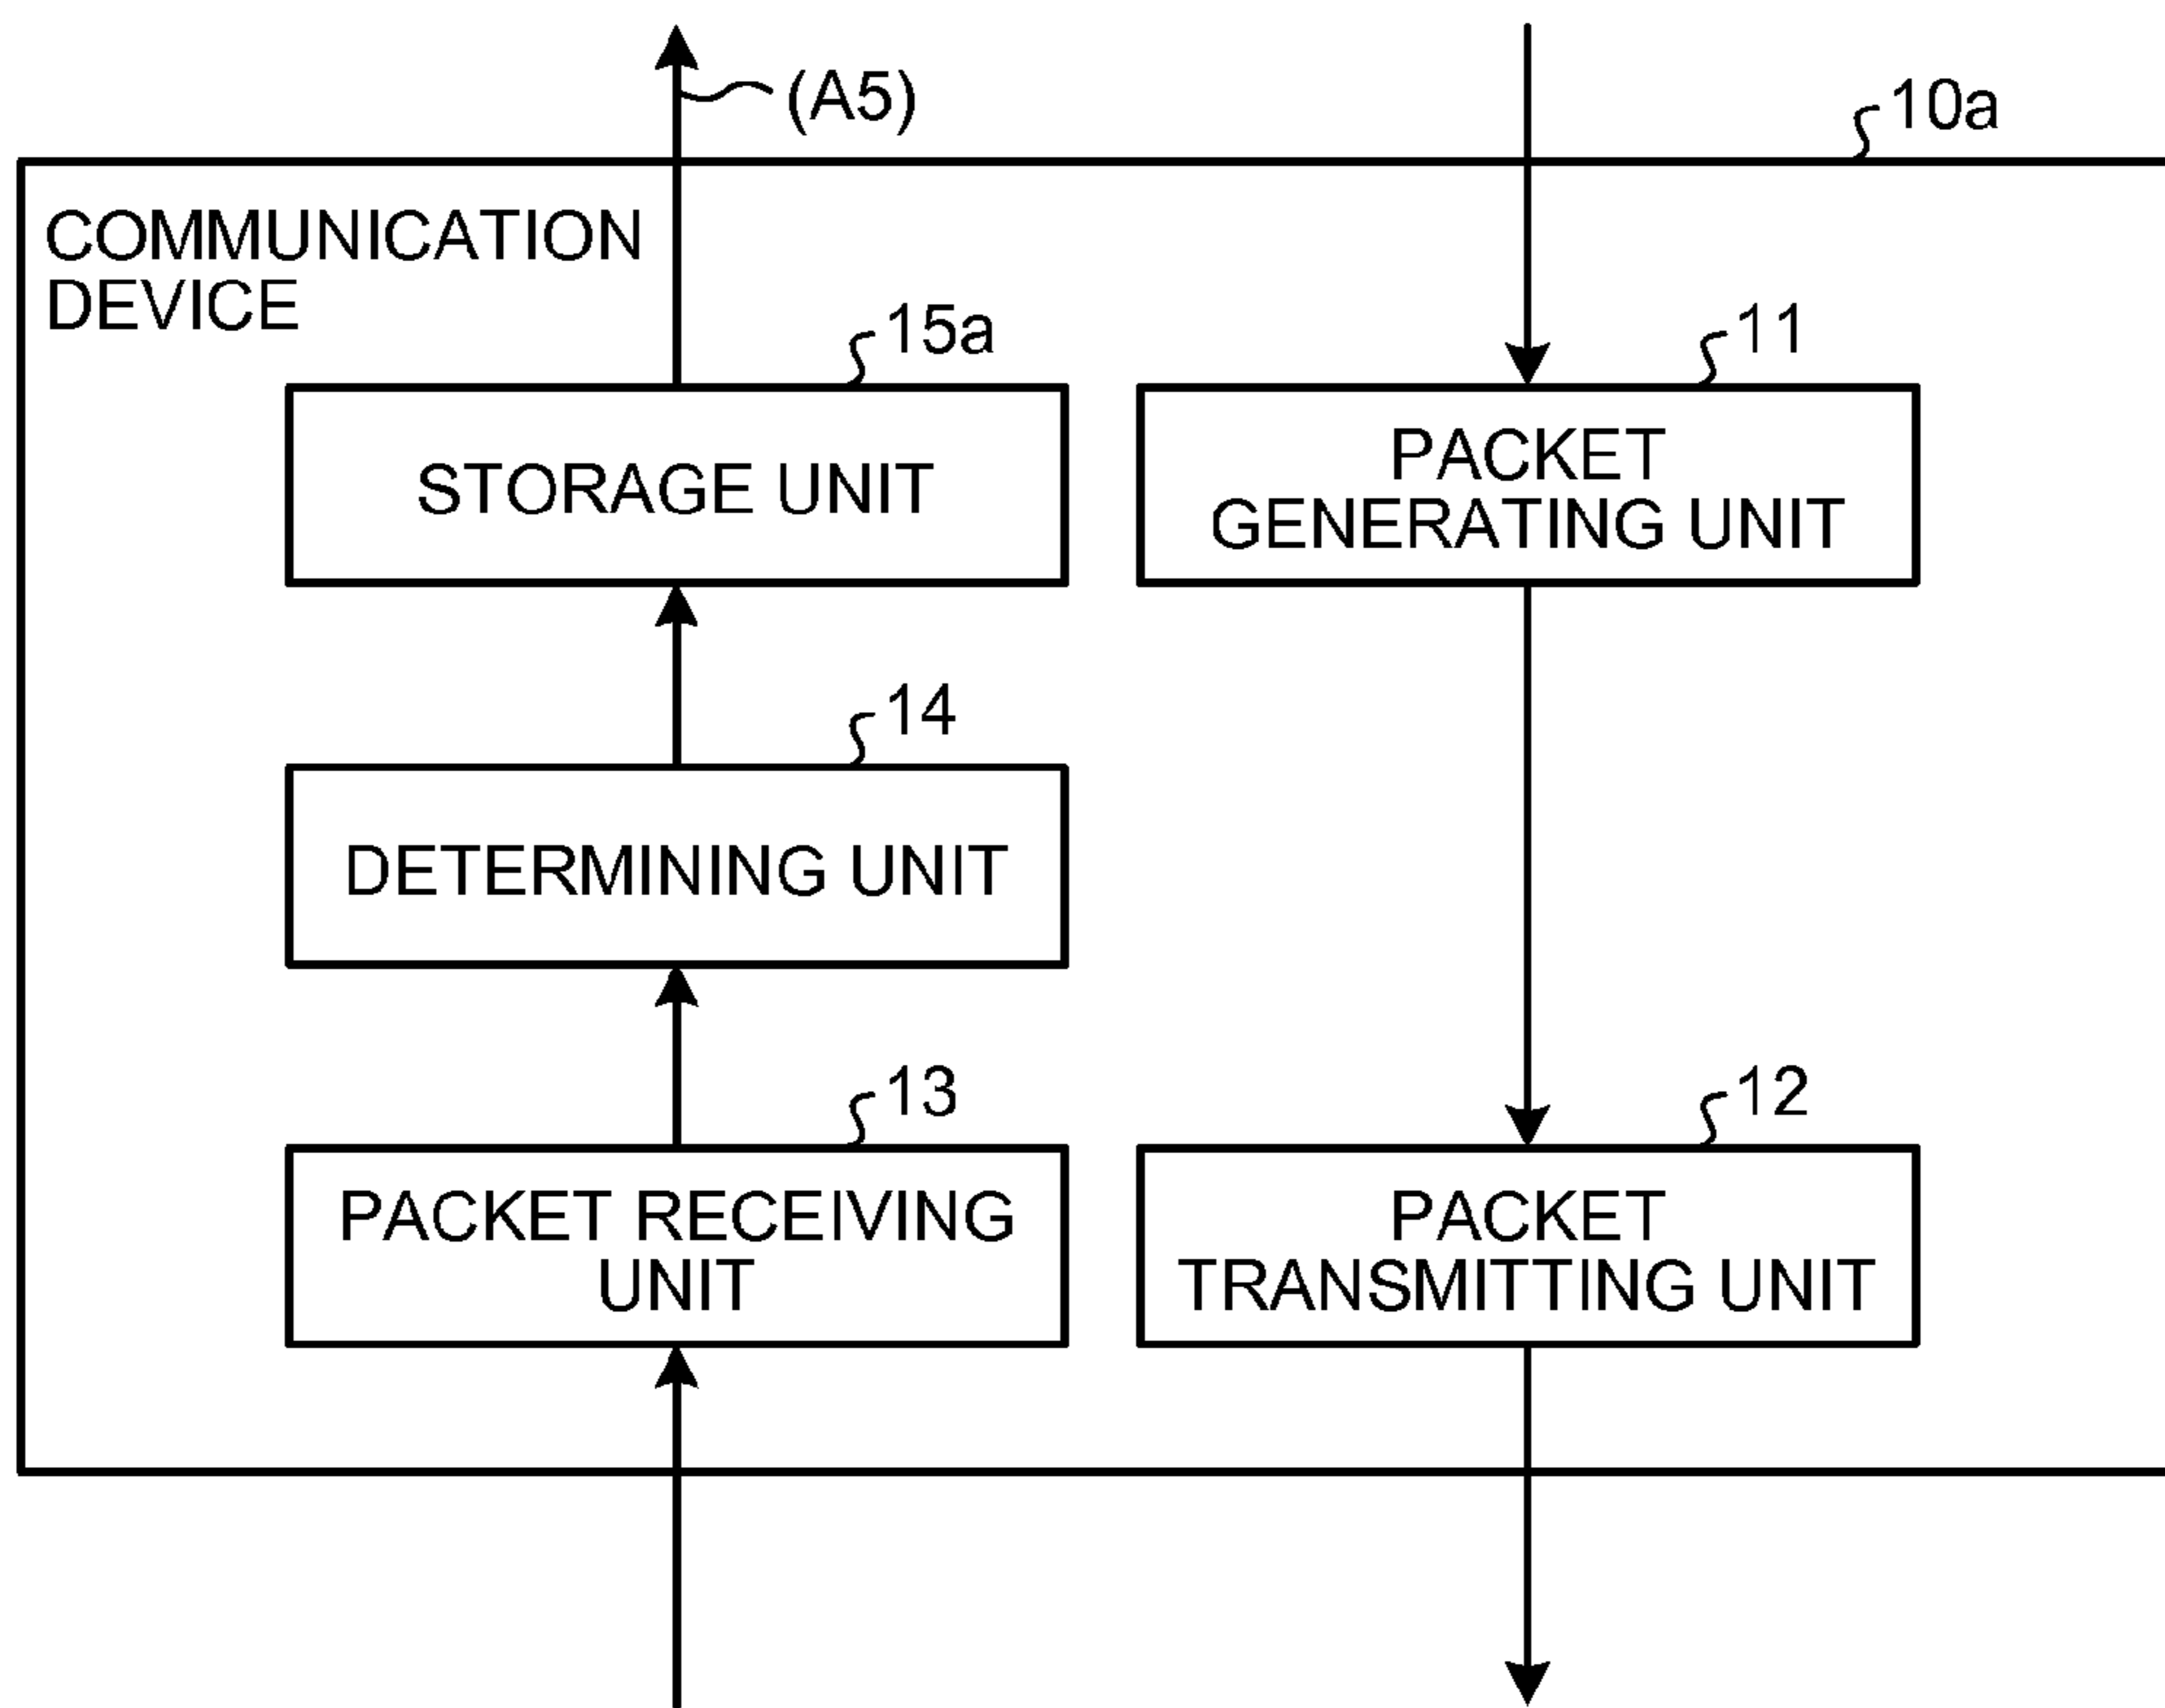 (A5)
10a
COMMUNICATION
DEVICE
15a
11
STORAGE UNIT
PACKET
GENERATING UNIT
14
DETERMINING UNIT
13
12
PACKET RECEIVING
UNIT
PACKET
TRANSMITTING UNIT